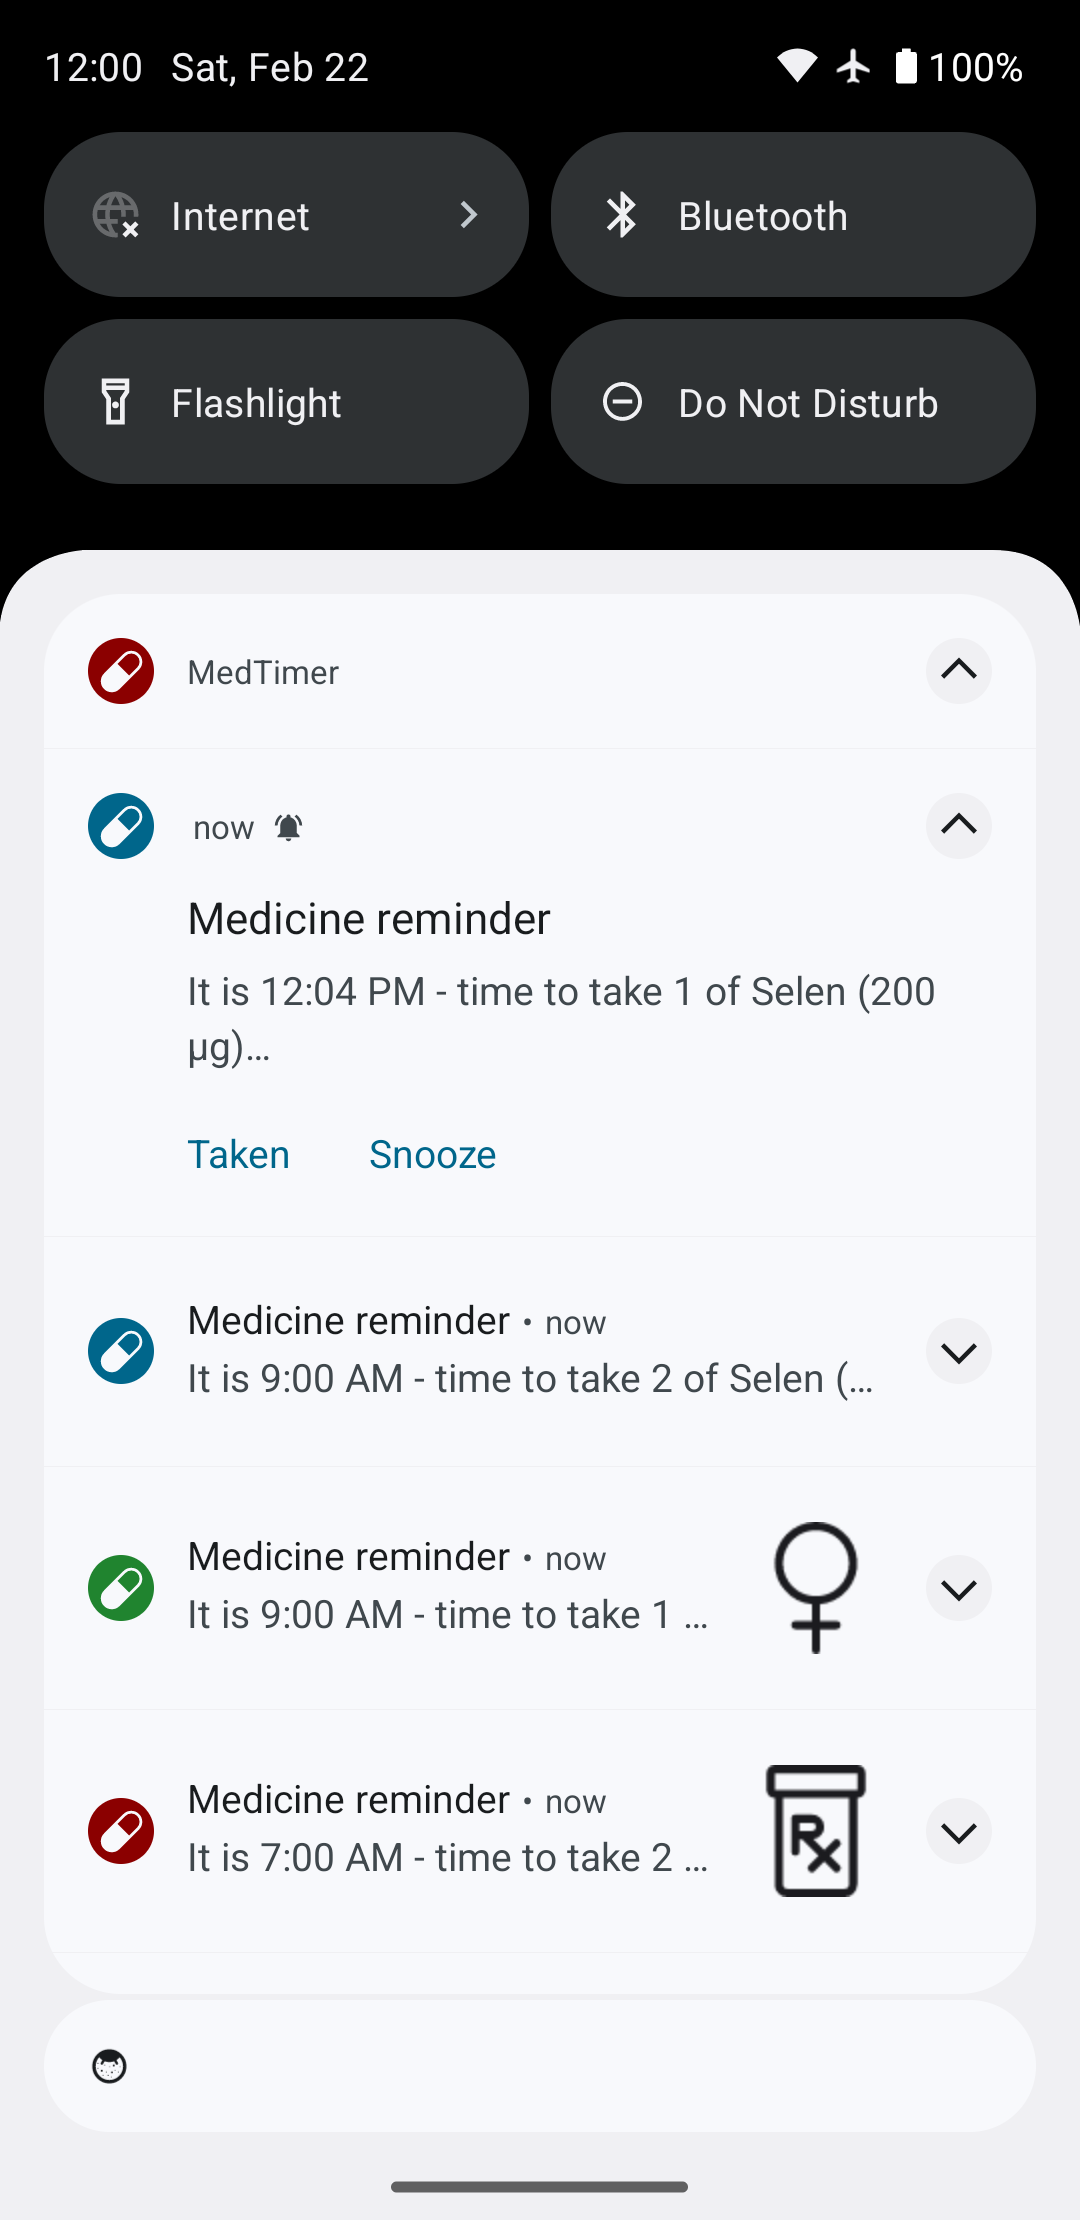 12:00 Sat, Feb 22 100%
Internet
Bluetooth
Flashlight
Do Not Disturb
MedTimer
now
Medicine reminder
It is 12:04 PM - time to take 1 of Selen (200
µg)…
Taken Snooze
Medicine reminder • now
It is 9:00 AM - time to take 2 of Selen (…
Medicine reminder • now
It is 9:00 AM - time to take 1 …
Medicine reminder • now
It is 7:00 AM - time to take 2 …
Rx